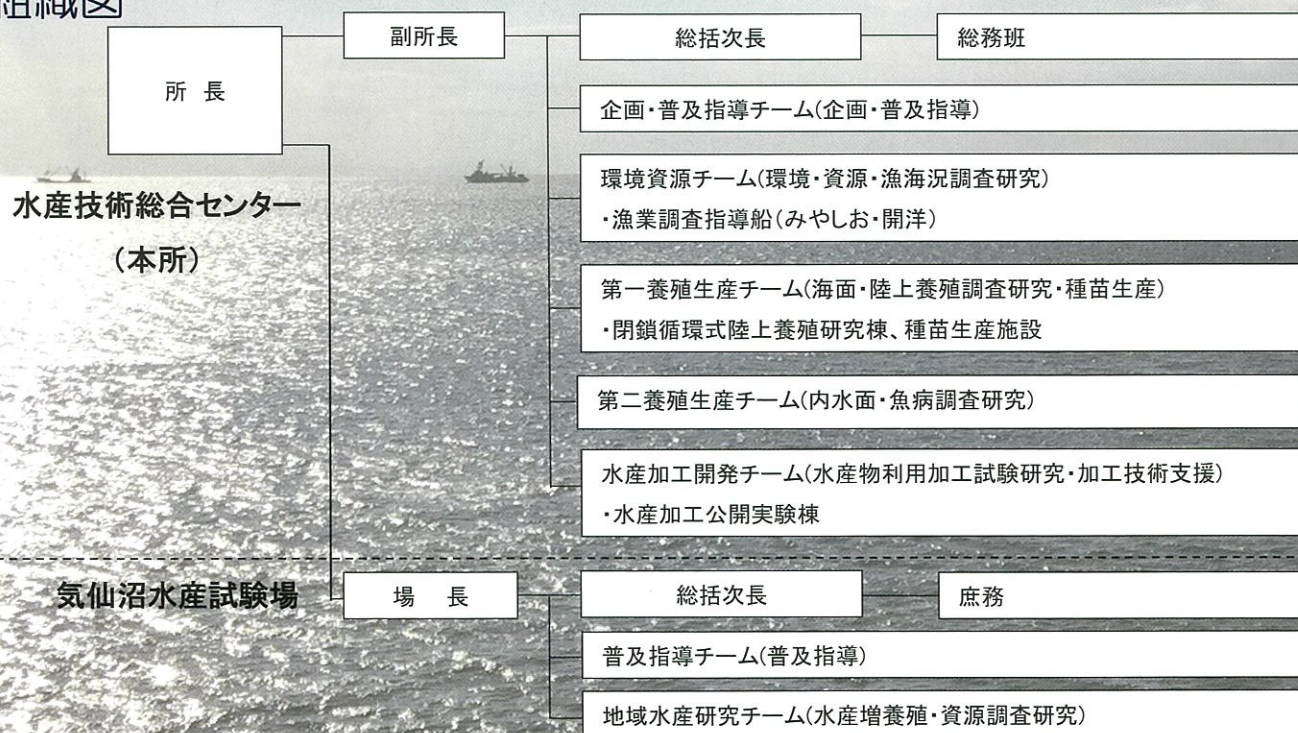 組織図
所 長
副所長
総括次長
総務班
企画・普及指導チーム(企画・普及指導)
環境資源チーム(環境・資源・漁海況調査研究)
・漁業調査指導船(みやしお・開洋)
水産技術総合センター
(本所)
第一養殖生産チーム(海面・陸上養殖調査研究・種苗生産)
・閉鎖循環式陸上養殖研究棟、種苗生産施設
第二養殖生産チーム(内水面・魚病調査研究)
水産加工開発チーム(水産物利用加工試験研究・加工技術支援)
・水産加工公開実験棟
気仙沼水産試験場
場 長
総括次長
庶務
普及指導チーム(普及指導)
地域水産研究チーム(水産増養殖・資源調査研究)